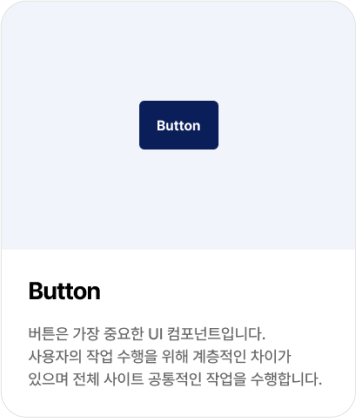 Button
Button
버튼은 가장 중요한 UI 컴포넌트입니다.
사용자의 작업 수행을 위해 계층적인 차이가
있으며 전체 사이트 공통적인 작업을 수행합니다.